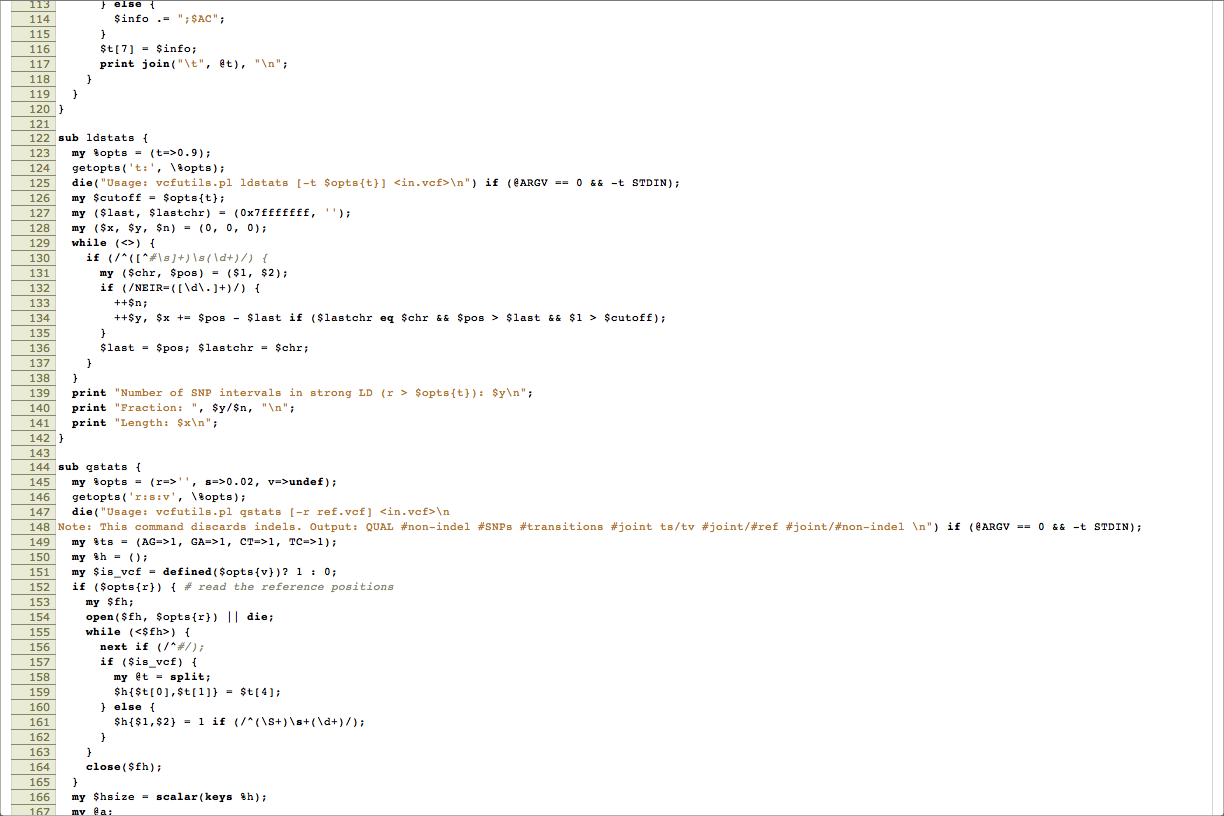 113       } else {
114         $info .= ";$AC";
115       }
116       $t[7] = $info;
117       print join("\t", @t), "\n";
118     }
119   }
120 }
121
122 sub ldstats {
123   my %opts = (t=>0.9);
124   getopts('t:', \%opts);
125   die("Usage: vcfutils.pl ldstats [-t $opts{t}] <in.vcf>\n") if (@ARGV == 0 && -t STDIN);
126   my $cutoff = $opts{t};
127   my ($last, $lastchr) = (0x7fffffff, '');
128   my ($x, $y, $n) = (0, 0, 0);
129   while (<>) {
130     if (/^([^#\s]+)\s(\d+)/) {
131       my ($chr, $pos) = ($1, $2);
132       if (/NEIR=([\d\.]+)/) {
133         ++$n;
134         ++$y, $x += $pos - $last if ($lastchr eq $chr && $pos > $last && $1 > $cutoff);
135       }
136       $last = $pos; $lastchr = $chr;
137     }
138   }
139   print "Number of SNP intervals in strong LD (r > $opts{t}): $y\n";
140   print "Fraction: ", $y/$n, "\n";
141   print "Length: $x\n";
142 }
143
144 sub qstats {
145   my %opts = (r=>'', s=>0.02, v=>undef);
146   getopts('r:s:v', \%opts);
147   die("Usage: vcfutils.pl qstats [-r ref.vcf] <in.vcf>\n
148 Note: This command discards indels. Output: QUAL #non-indel #SNPs #transitions #joint ts/tv #joint/#ref #joint/#non-indel \n") if (@ARGV == 0 && -t STDIN);
149   my %ts = (AG=>1, GA=>1, CT=>1, TC=>1);
150   my %h = ();
151   my $is_vcf = defined($opts{v})? 1 : 0;
152   if ($opts{r}) { # read the reference positions
153     my $fh;
154     open($fh, $opts{r}) || die;
155     while (<$fh>) {
156       next if (/^#/);
157       if ($is_vcf) {
158         my @t = split;
159         $h{$t[0],$t[1]} = $t[4];
160       } else {
161         $h{$1,$2} = 1 if (/^(\S+)\s+(\d+)/);
162       }
163     }
164     close($fh);
165   }
166   my $hsize = scalar(keys %h);
167   my @a;